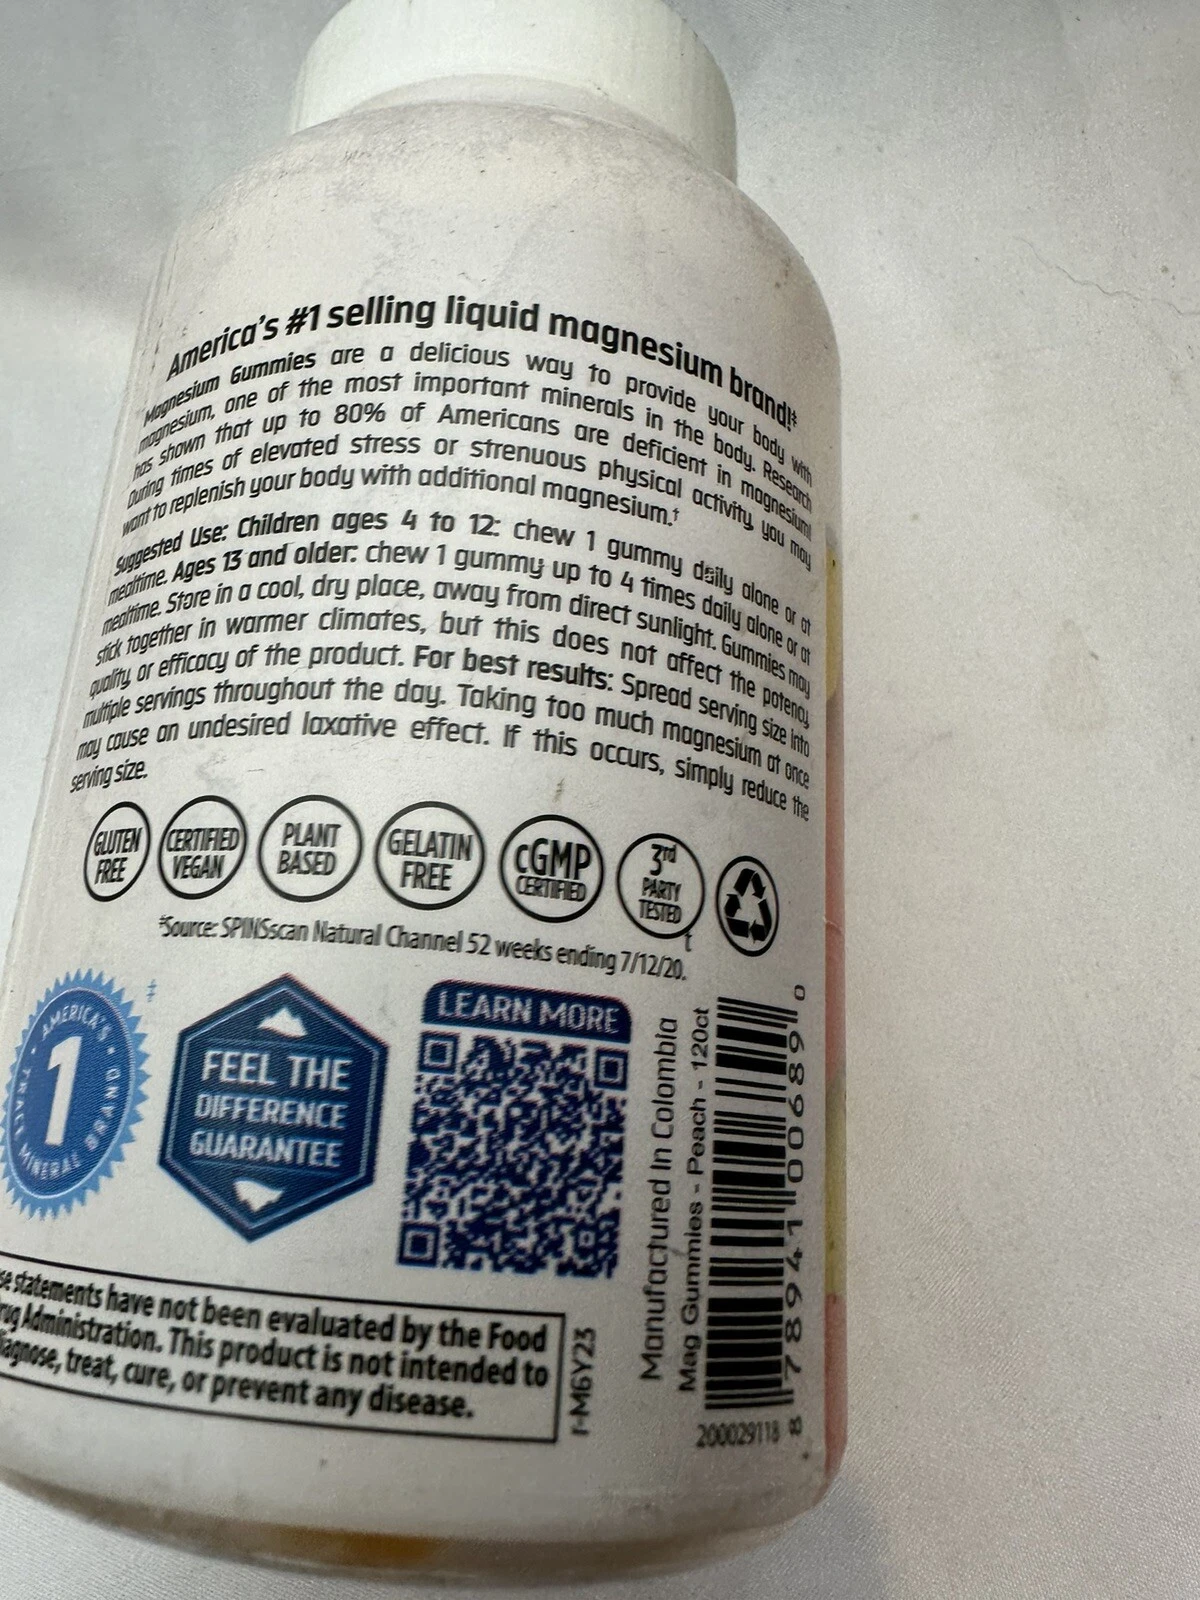 America's #1 selling liquid magnesium brand!‡
Magnesium Gummies are a delicious way to provide your body with
magnesium, one of the most important minerals in the body. Research
has shown that up to 80% of Americans are deficient in magnesium!
During times of elevated stress or strenuous physical activity, you may
want to replenish your body with additional magnesium.†
Suggested Use: Children ages 4 to 12: chew 1 gummy daily alone or at
mealtime. Ages 13 and older: chew 1 gummy up to 4 times daily alone or at
mealtime. Store in a cool, dry place, away from direct sunlight. Gummies may
stick together in warmer climates, but this does not affect the potency,
quality, or efficacy of the product. For best results: Spread serving size into
multiple servings throughout the day. Taking too much magnesium at once
may cause an undesired laxative effect. If this occurs, simply reduce the
serving size.
GLUTEN
FREE
CERTIFIED
VEGAN
PLANT
BASED
GELATIN
FREE
cGMP
CERTIFIED
3rd
PARTY
TESTED
t
‡Source: SPINSscan Natural Channel 52 weeks ending 7/12/20.
‡
AMERICA'S
1
TRACE MINERAL BRAND
FEEL THE
DIFFERENCE
GUARANTEE
LEARN MORE
Manufactured In Colombia
Mag Gummies - Peach - 120ct
8 78941 00689 0
200029118
statements have not been evaluated by the Food
Administration. This product is not intended to
diagnose, treat, cure, or prevent any disease.
r-M6Y23